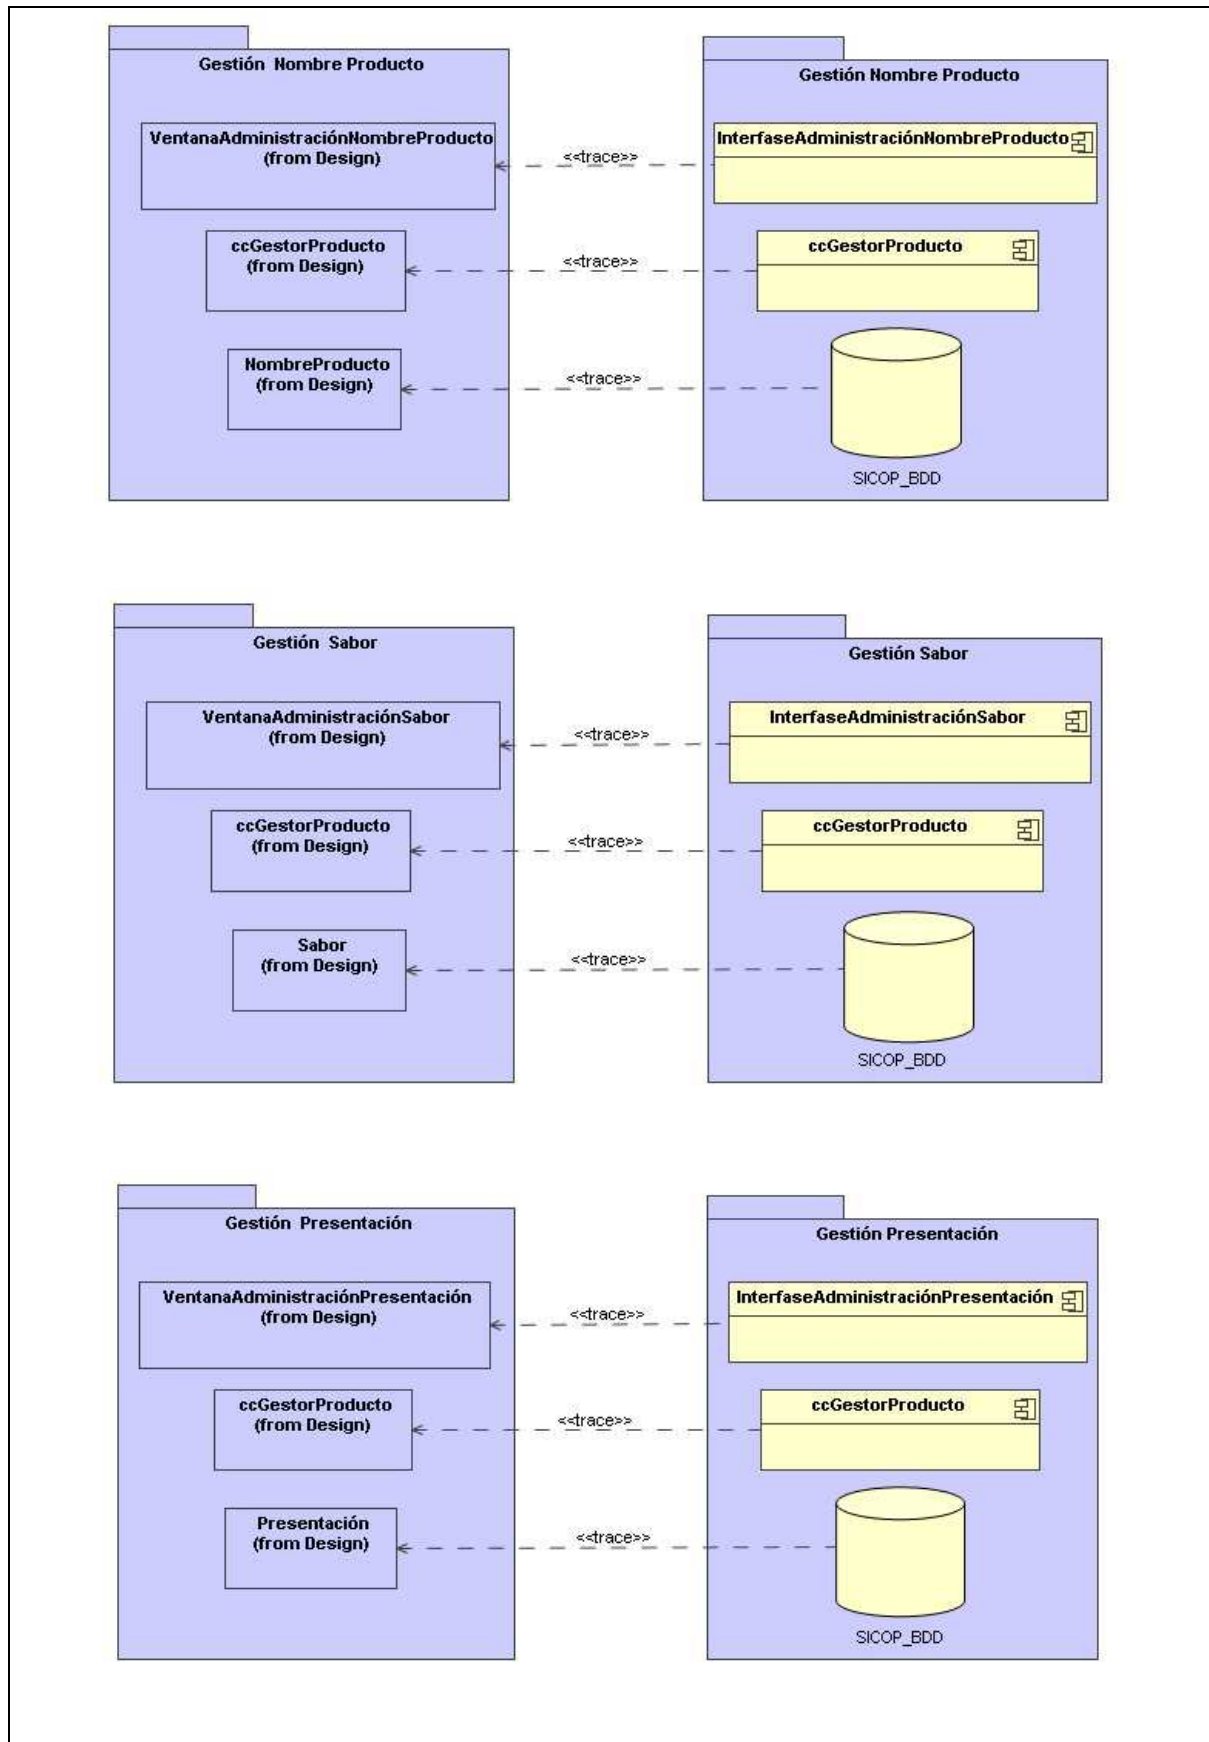 Gestión  Nombre Producto
Gestión Nombre Producto
VentanaAdministraciónNombreProducto
(from Design)
<<trace>>
InterfaseAdministraciónNombreProducto
ccGestorProducto
(from Design)
<<trace>>
ccGestorProducto
NombreProducto
(from Design)
<<trace>>
SICOP_BDD
Gestión  Sabor
Gestión Sabor
VentanaAdministraciónSabor
(from Design)
<<trace>>
InterfaseAdministraciónSabor
ccGestorProducto
(from Design)
<<trace>>
ccGestorProducto
Sabor
(from Design)
<<trace>>
SICOP_BDD
Gestión  Presentación
Gestión Presentación
VentanaAdministraciónPresentación
(from Design)
<<trace>>
InterfaseAdministraciónPresentación
ccGestorProducto
(from Design)
<<trace>>
ccGestorProducto
Presentación
(from Design)
<<trace>>
SICOP_BDD